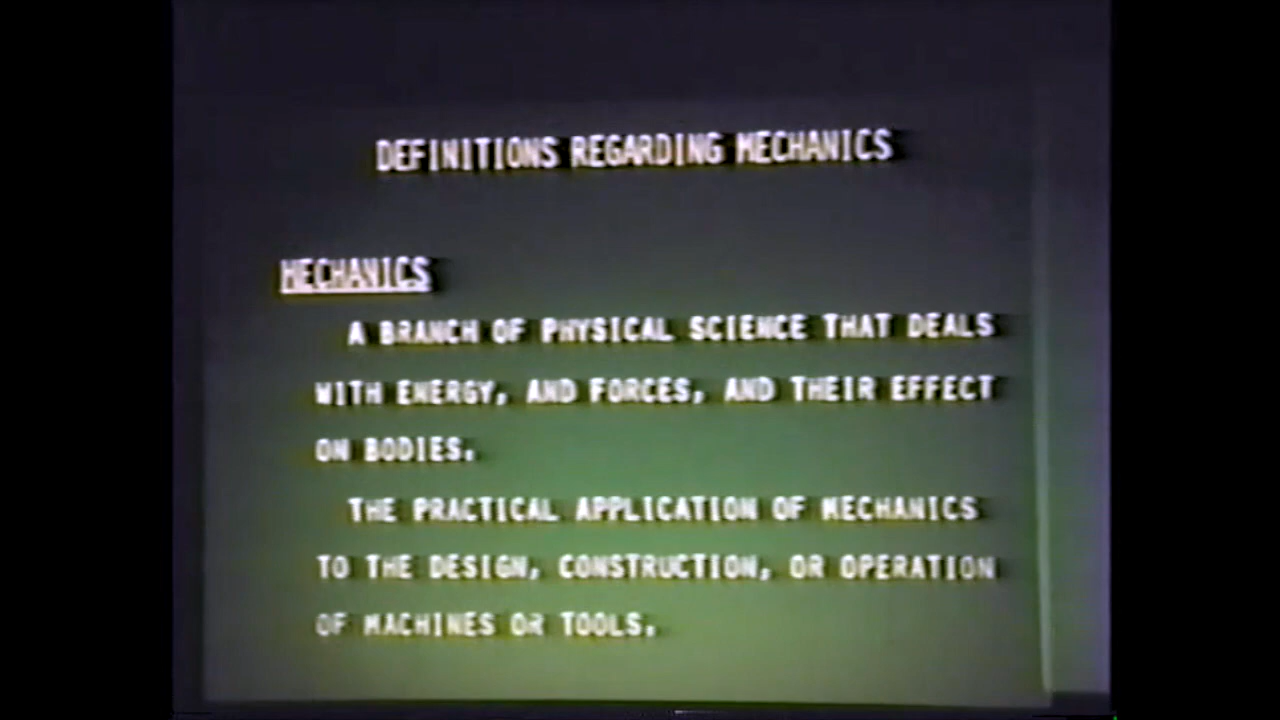 DEFINITIONS REGARDING MECHANICS
MECHANICS
A BRANCH OF PHYSICAL SCIENCE THAT DEALS
WITH ENERGY, AND FORCES, AND THEIR EFFECT
ON BODIES.
THE PRACTICAL APPLICATION OF MECHANICS
TO THE DESIGN, CONSTRUCTION, OR OPERATION
OF MACHINES OR TOOLS.